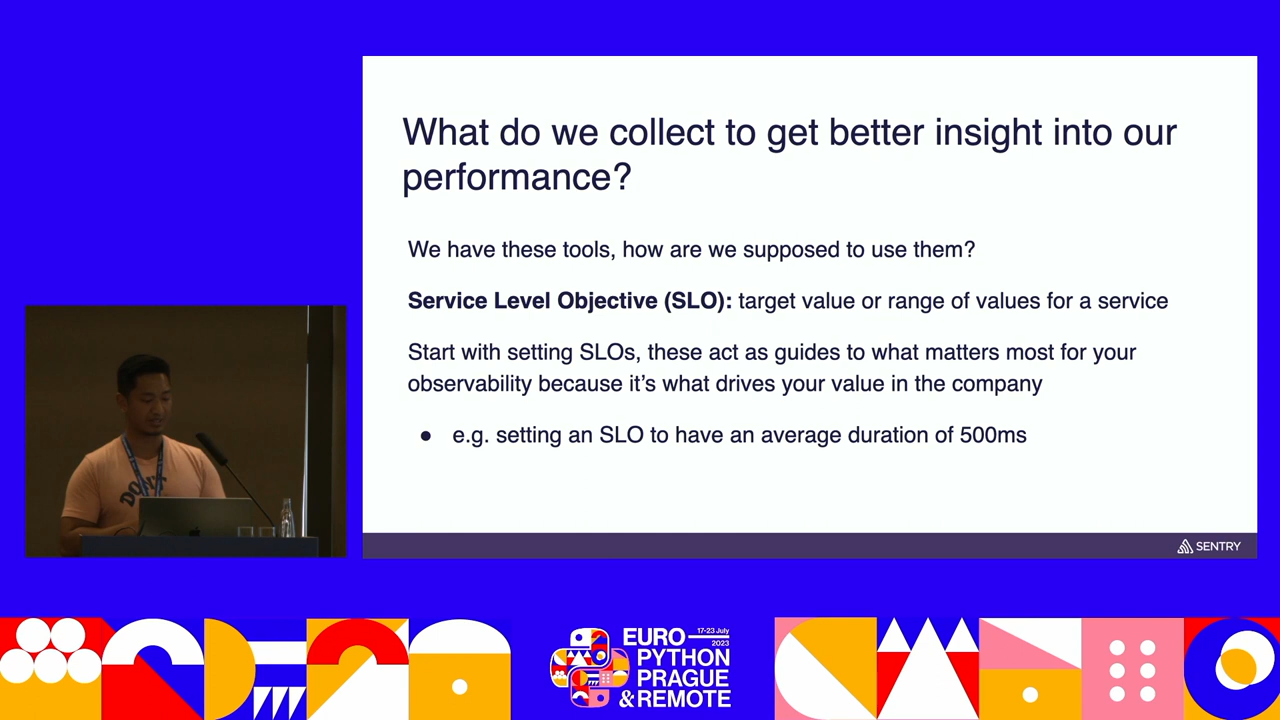 What do we collect to get better insight into our
performance?
We have these tools, how are we supposed to use them?
Service Level Objective (SLO): target value or range of values for a service
Start with setting SLOs, these act as guides to what matters most for your
observability because it’s what drives your value in the company
● e.g. setting an SLO to have an average duration of 500ms
SENTRY
17-23 July
2023
EURO
PYTHON
PRAGUE
& REMOTE